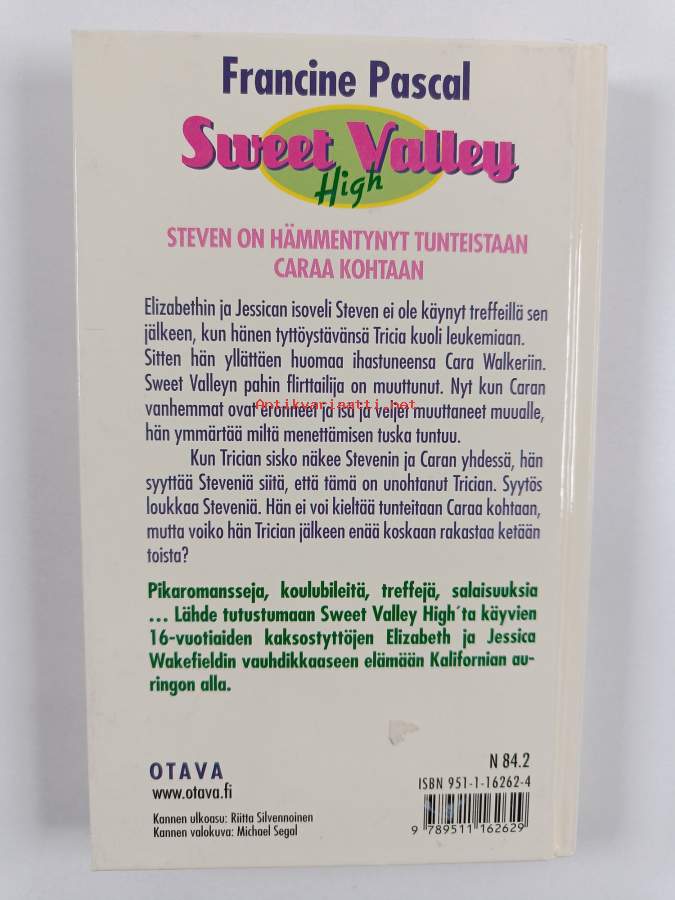 Francine Pascal
Sweet Valley
High
STEVEN ON HÄMMENTYNYT TUNTEISTAAN
CARAA KOHTAAN
Elizabethin ja Jessican isoveli Steven ei ole käynyt treffeillä sen
jälkeen, kun hänen tyttöystävänsä Tricia kuoli leukemiaan.
Sitten hän yllättäen huomaa ihastuneensa Cara Walkeriin.
Sweet Valleyn pahin flirttailija on muuttunut. Nyt kun Caran
Antikvariaatti.net
vanhemmat ovat eronneet ja isä ja veljet muuttaneet muualle,
hän ymmärtää miltä menettämisen tuska tuntuu.
Kun Trician sisko näkee Stevenin ja Caran yhdessä, hän
syyttää Steveniä siitä, että tämä on unohtanut Trician. Syytös
loukkaa Steveniä. Hän ei voi kieltää tunteitaan Caraa kohtaan,
mutta voiko hän Trician jälkeen enää koskaan rakastaa ketään
toista?
Pikaromansseja, koulubileitä, treffejä, salaisuuksia
... Lähde tutustumaan Sweet Valley High´ta käyvien
16-vuotiaiden kaksostyttöjen Elizabeth ja Jessica
Wakefieldin vauhdikkaaseen elämään Kalifornian au-
ringon alla.
N 84.2
OTAVA
www.otava.fi
ISBN 951-1-16262-4
Kannen ulkoasu: Riitta Silvennoinen
Kannen valokuva: Michael Segal
9 789511 162629